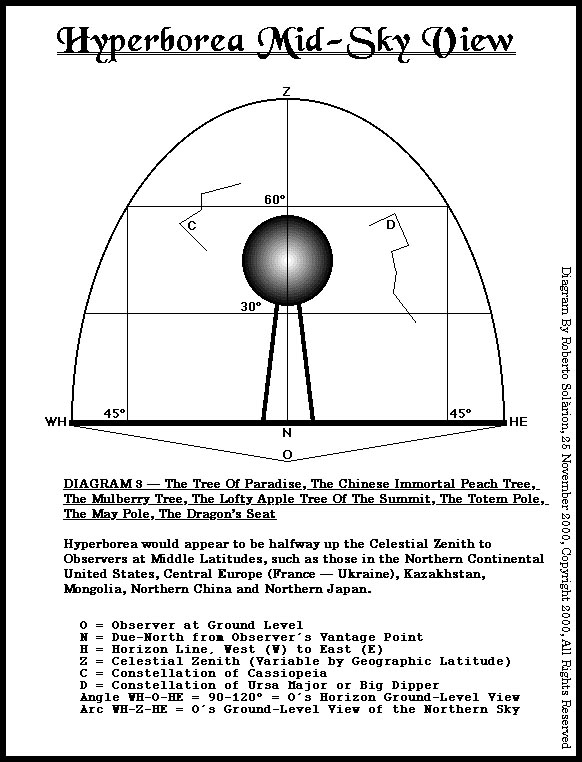 Hyperborea Mid-Sky View
Z
60°
C
D
30°
45°
45°
WH
HE
N
O
DIAGRAM 3 — The Tree Of Paradise, The Chinese Immortal Peach Tree,
The Mulberry Tree, The Lofty Apple Tree Of The Summit, The Totem Pole,
The May Pole, The Dragon's Seat
Hyperborea would appear to be halfway up the Celestial Zenith to
Observers at Middle Latitudes, such as those in the Northern Continental
United States, Central Europe (France — Ukraine), Kazakhstan,
Mongolia, Northern China and Northern Japan.
O = Observer at Ground Level
N = Due-North from Observer's Vantage Point
H = Horizon Line, West (W) to East (E)
Z = Celestial Zenith (Variable by Geographic Latitude)
C = Constellation of Cassiopeia
D = Constellation of Ursa Major or Big Dipper
Angle WH-O-HE = 90-120° = O's Horizon Ground-Level View
Arc WH-Z-HE = O's Ground-Level View of the Northern Sky
Diagram By Roberto Solàrion, 25 November 2000, Copyright 2000, All Rights Reserved